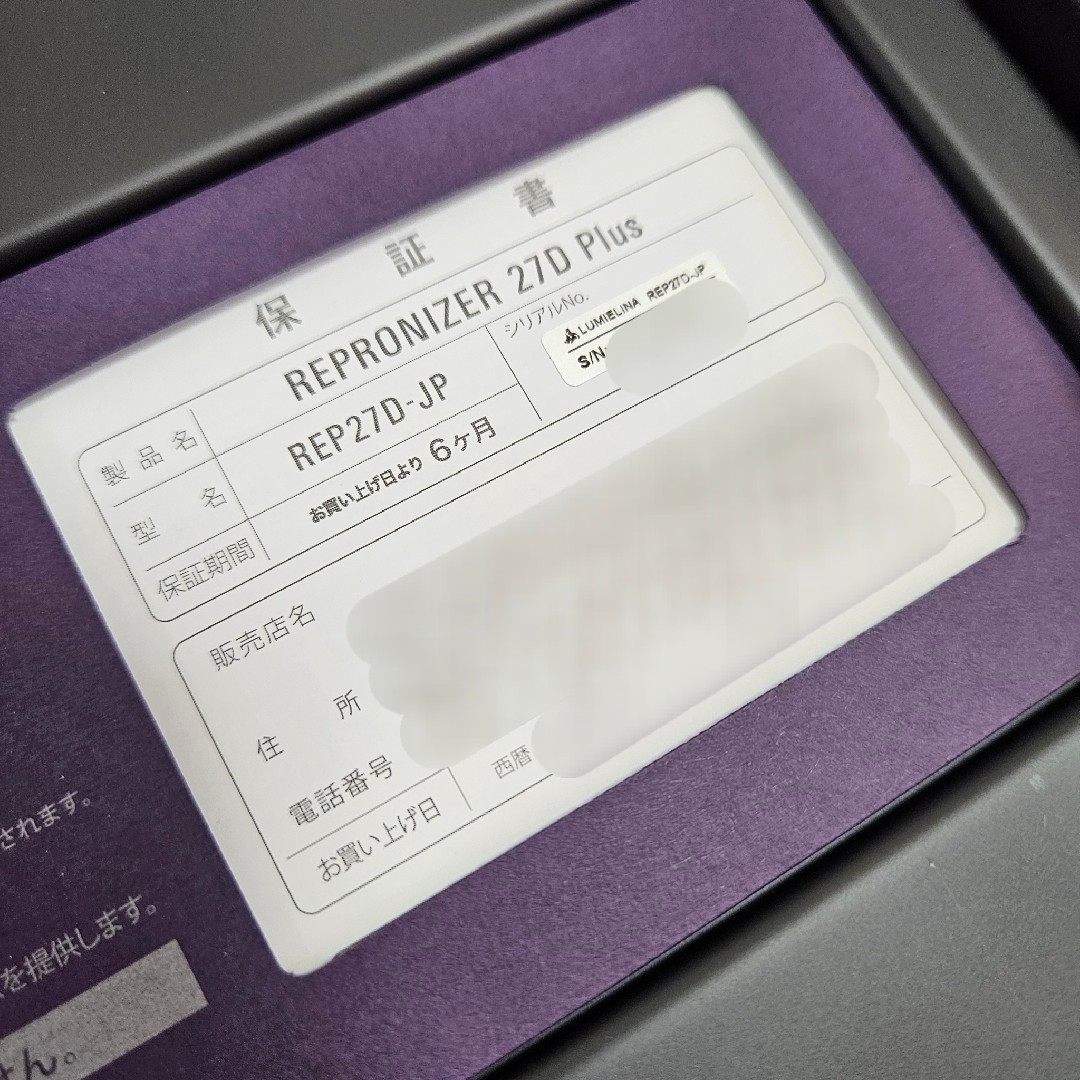 保証書
製品名 REPRONIZER 27D Plus
型名 REP27D-JP シリアルNo.
LUMIELINA REP27D-JP
S/N:
保証期間 お買い上げ日より 6ヶ月
販売店名
住所
電話番号
お買い上げ日 西暦
されます。
を提供します。
せん。